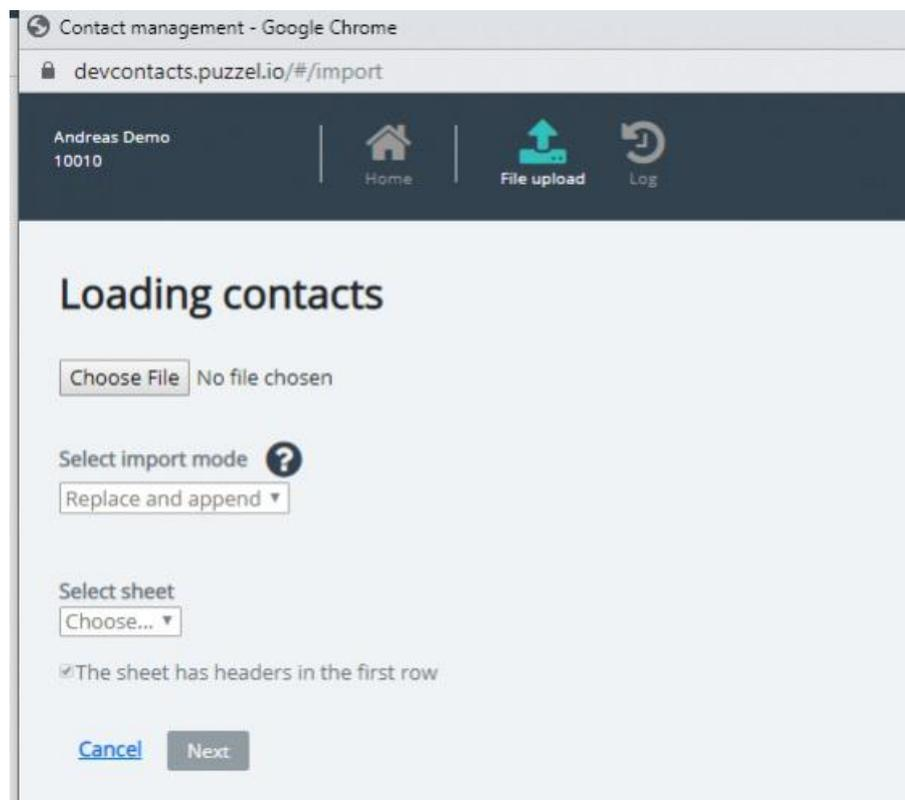 Contact management - Google Chrome
devcontacts.puzzel.io/#/import
Andreas Demo
10010
Home
File upload
Log
Loading contacts
Choose File No file chosen
Select import mode ?
Replace and append
Select sheet
Choose...
The sheet has headers in the first row
Cancel Next